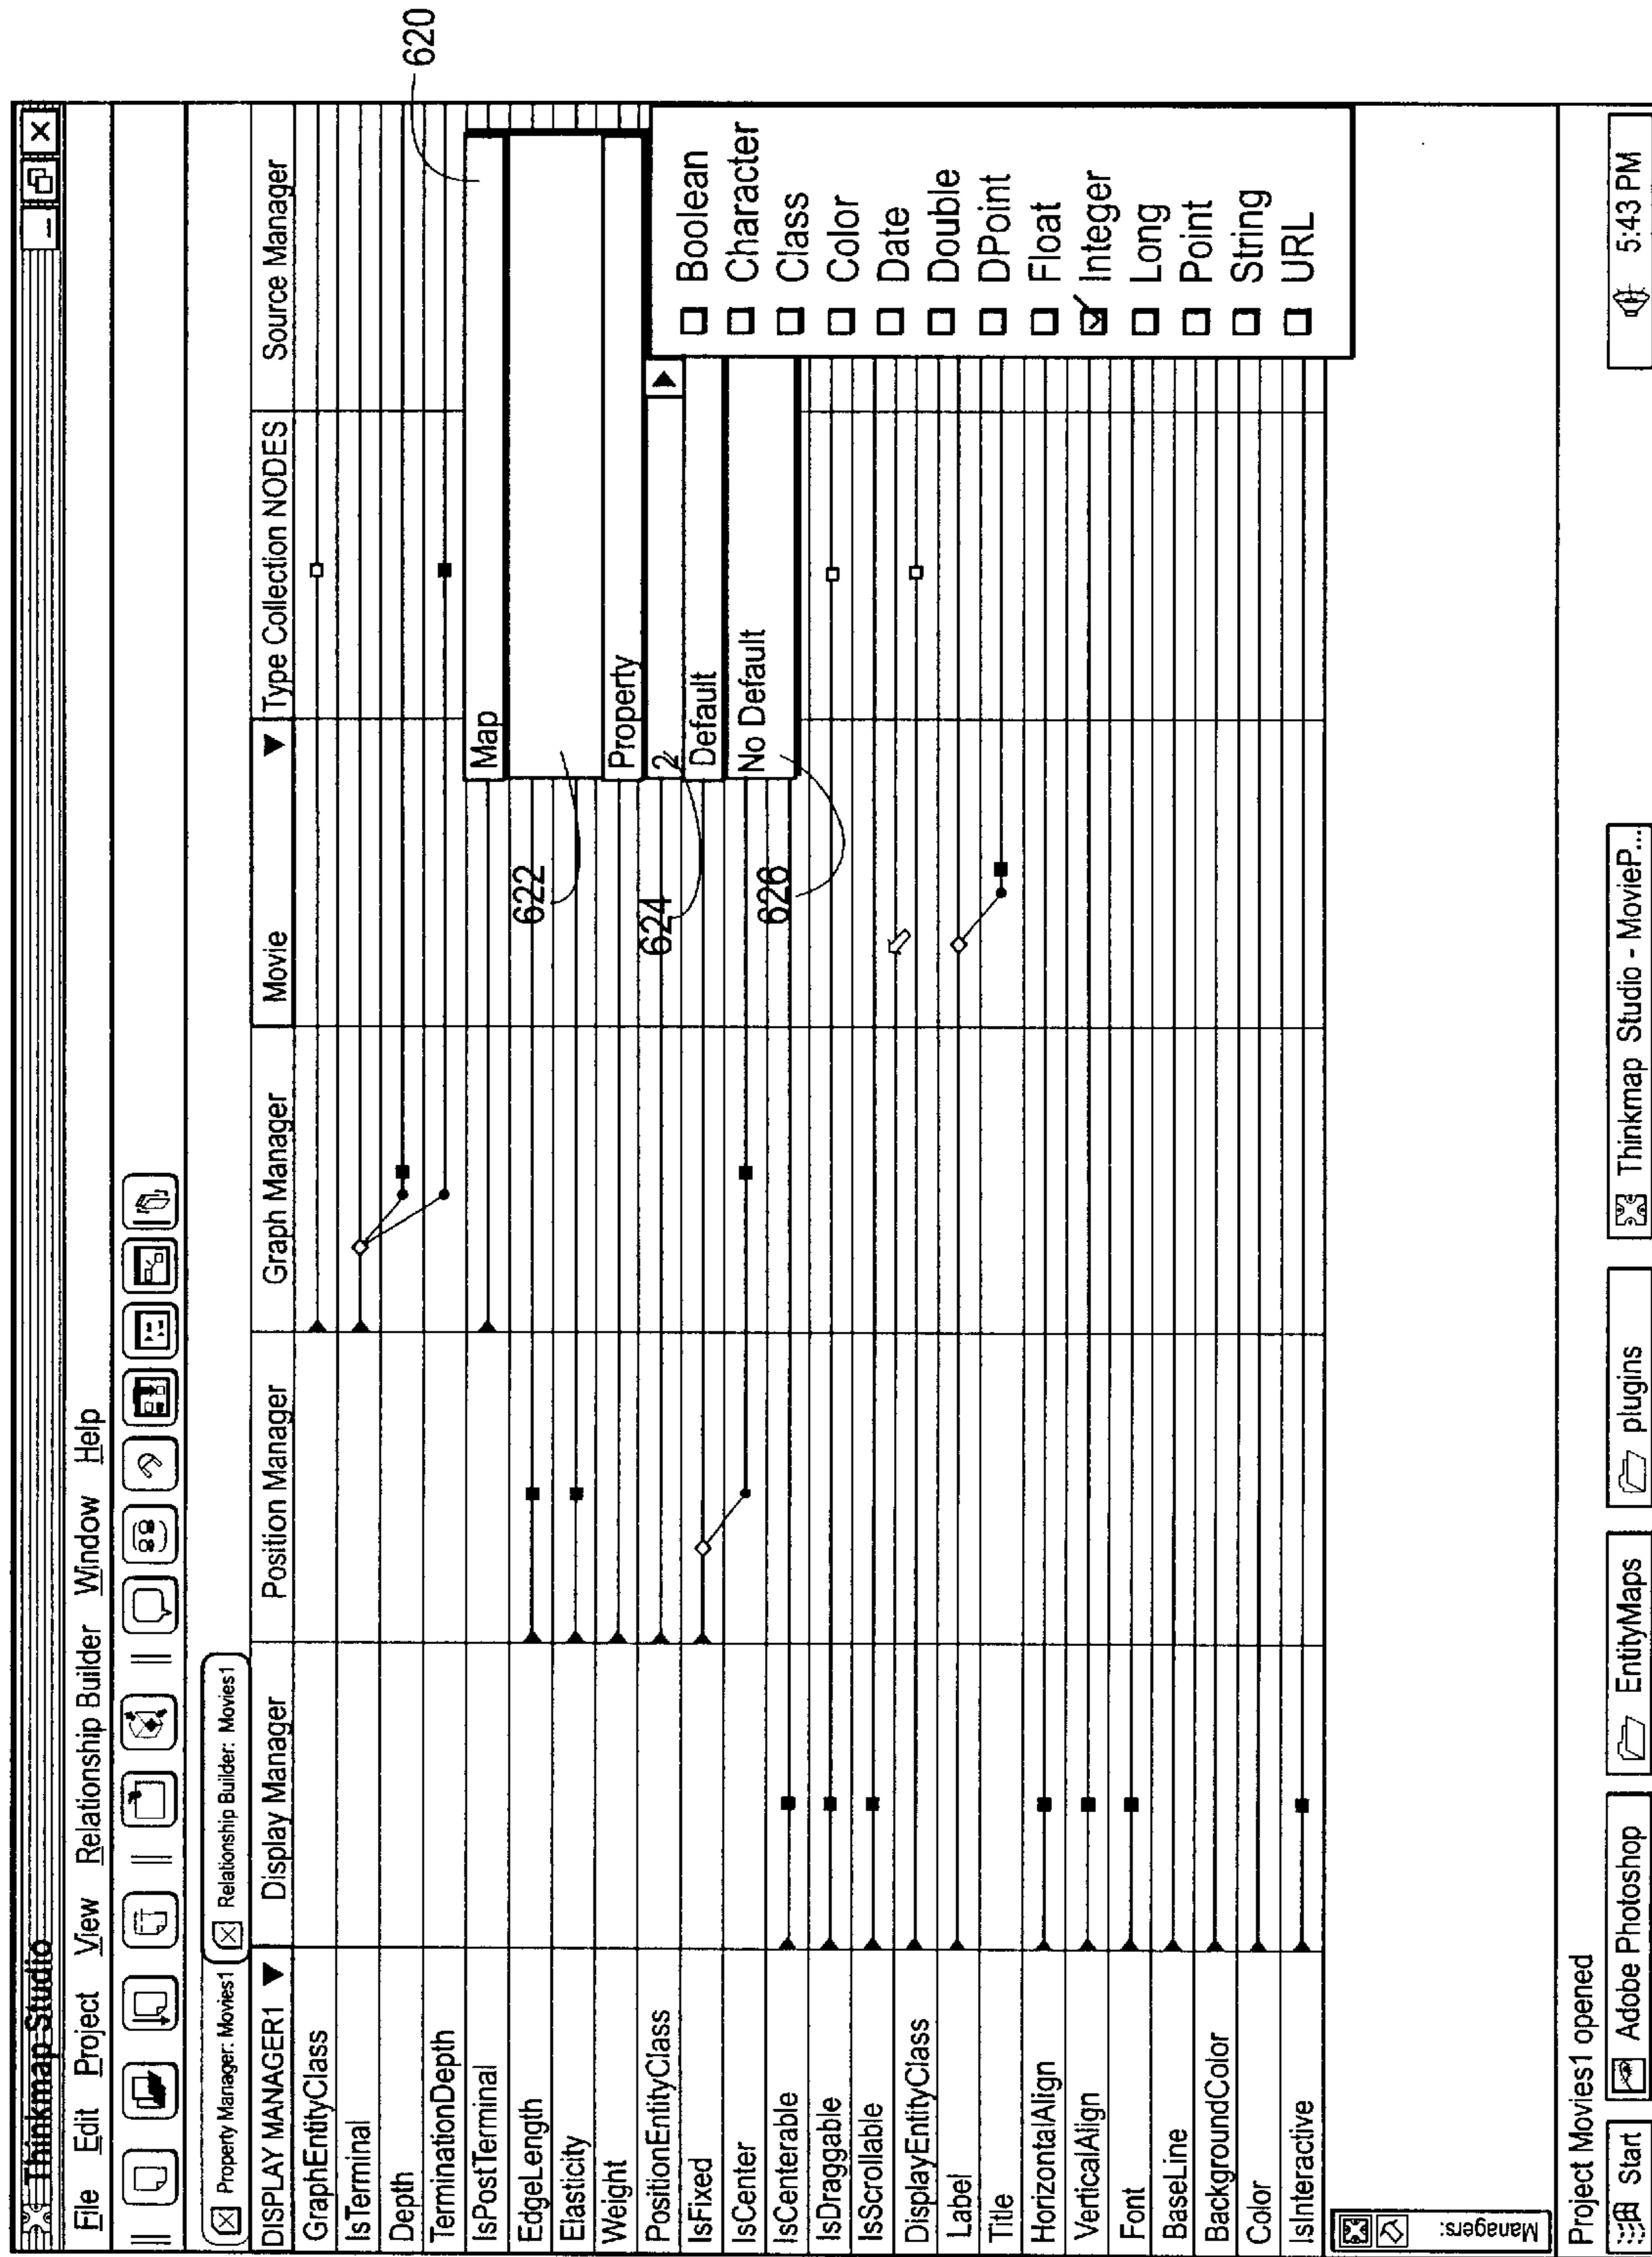 Thinkmap Studio
File Edit Project View Relationship Builder Window Help
Property Manager: Movies1
Relationship Builder: Movies1
DISPLAY MANAGER1 Display Manager Position Manager Graph Manager Movie Type Collection NODES Source Manager
GraphEntityClass
IsTerminal
Depth
TerminationDepth
IsPostTerminal
EdgeLength
Elasticity
Weight
PositionEntityClass
IsFixed
IsCenter
IsCenterable
IsDraggable
IsScrollable
DisplayEntityClass
Label
Title
HorizontalAlign
VerticalAlign
Font
BaseLine
BackgroundColor
Color
IsInteractive
620
Map
622
Property
624
2
Default
626
No Default
Boolean
Character
Class
Color
Date
Double
DPoint
Float
Integer
Long
Point
String
URL
Managers:
Project Movies1 opened
Start Adobe Photoshop EntityMaps plugins Thinkmap Studio - MovieP... 5:43 PM